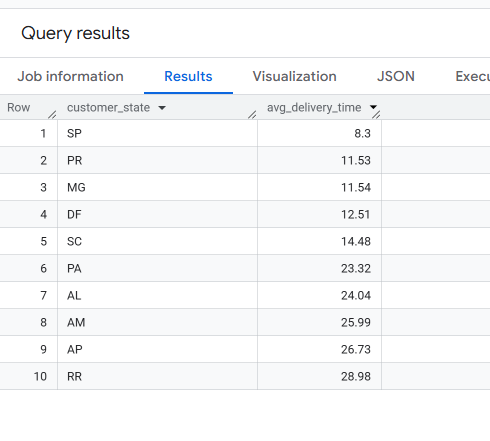 Query results
Job information Results Visualization JSON Execu
Row customer_state avg_delivery_time
1 SP 8.3
2 PR 11.53
3 MG 11.54
4 DF 12.51
5 SC 14.48
6 PA 23.32
7 AL 24.04
8 AM 25.99
9 AP 26.73
10 RR 28.98